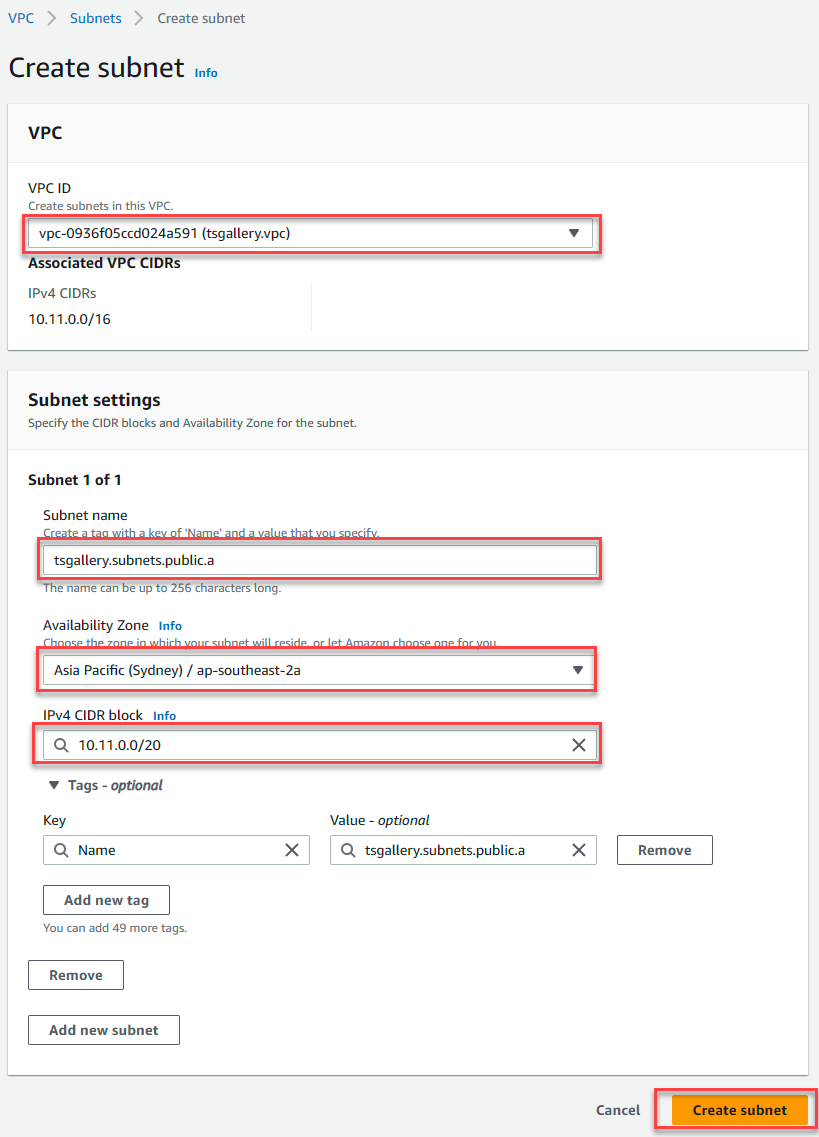 VPC > Subnets > Create subnet
Create subnet Info
VPC
VPC ID
Create subnets in this VPC.
vpc-0936f05ccd024a591 (tsgallery.vpc)
Associated VPC CIDRs
IPv4 CIDRs
10.11.0.0/16
Subnet settings
Specify the CIDR blocks and Availability Zone for the subnet.
Subnet 1 of 1
Subnet name
Create a tag with a key of 'Name' and a value that you specify.
tsgallery.subnets.public.a
The name can be up to 256 characters long.
Availability Zone Info
Choose the zone in which your subnet will reside, or let Amazon choose one for you.
Asia Pacific (Sydney) / ap-southeast-2a
IPv4 CIDR block Info
10.11.0.0/20
Tags - optional
Key Value - optional
Name tsgallery.subnets.public.a Remove
Add new tag
You can add 49 more tags.
Remove
Add new subnet
Cancel Create subnet